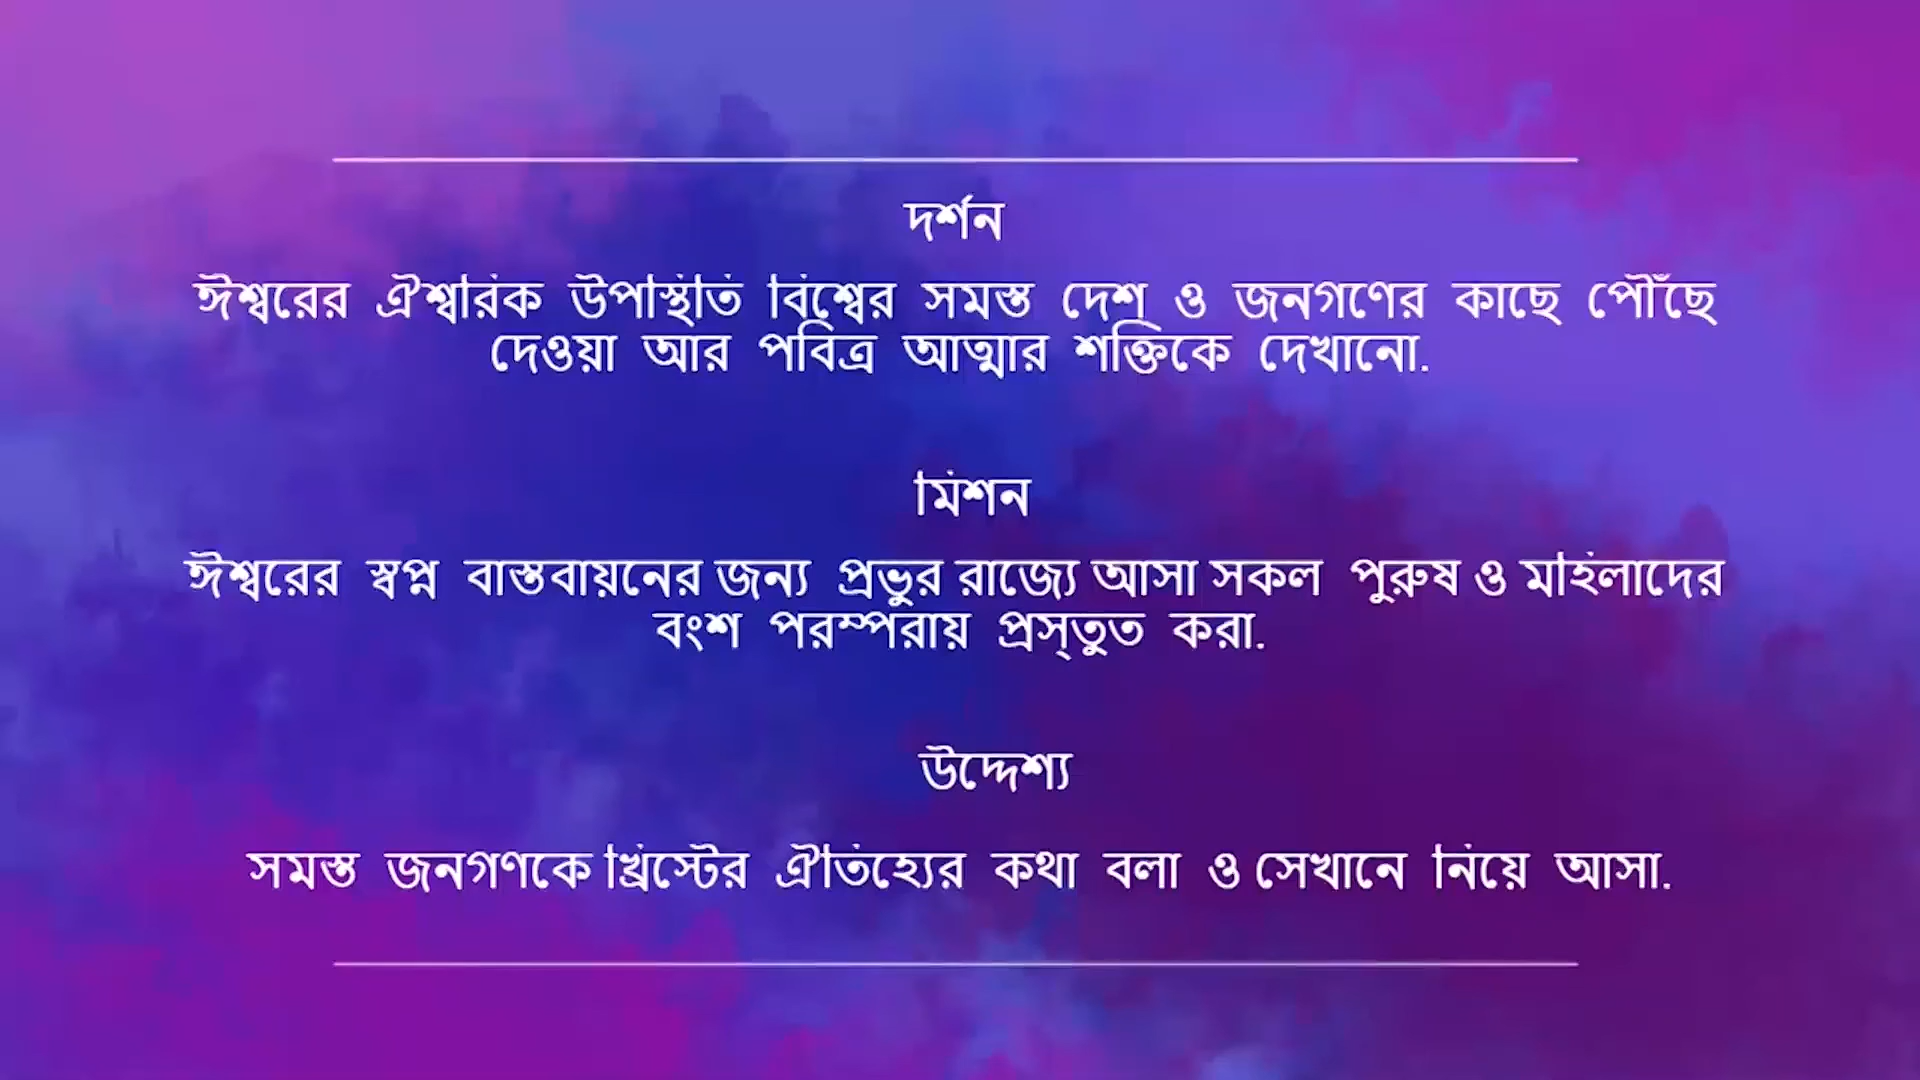 দর্শন
ঈশ্বরের ঐশ্বরিক উপস্থিতি বিশ্বের সমস্ত দেশ ও জনগণের কাছে পৌঁছে
দেওয়া আর পবিত্র আত্মার শক্তিকে দেখানো.
মিশন
ঈশ্বরের স্বপ্ন বাস্তবায়নের জন্য প্রভুর রাজ্যে আসা সকল পুরুষ ও মহিলাদের
বংশ পরম্পরায় প্রস্তুত করা.
উদ্দেশ্য
সমস্ত জনগণকে খ্রিস্টের ঐতিহ্যের কথা বলা ও সেখানে নিয়ে আসা.